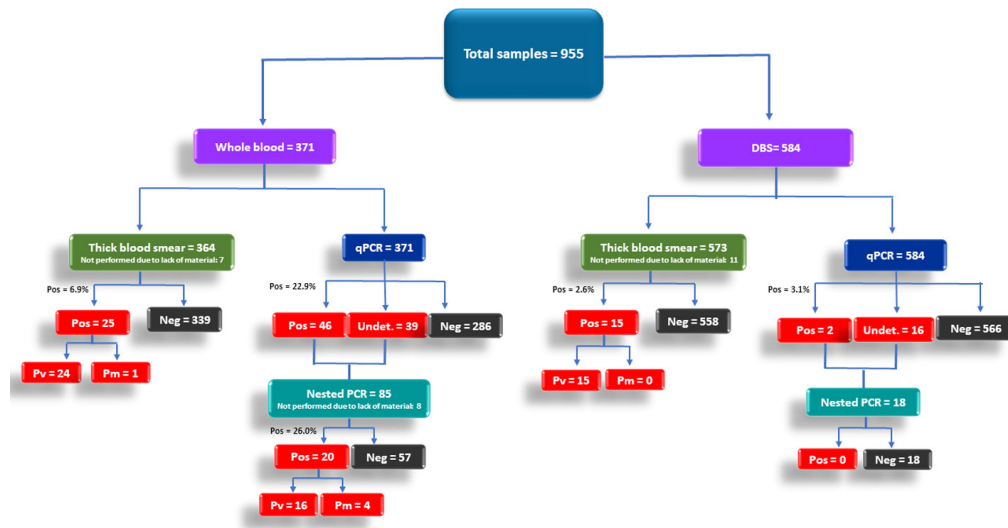 Total samples = 955
Whole blood = 371
DBS= 584
Thick blood smear = 364
Not performed due to lack of material: 7
qPCR = 371
Thick blood smear = 573
Not performed due to lack of material: 11
qPCR = 584
Pos = 6.9%
Pos = 22.9%
Pos = 2.6%
Pos = 3.1%
Pos = 25
Neg = 339
Pos = 46
Undet. = 39
Neg = 286
Pos = 15
Neg = 558
Pos = 2
Undet. = 16
Neg = 566
Pv = 24
Pm = 1
Pv = 15
Pm = 0
Nested PCR = 85
Not performed due to lack of material: 8
Nested PCR = 18
Pos = 26.0%
Pos = 20
Neg = 57
Pos = 0
Neg = 18
Pv = 16
Pm = 4